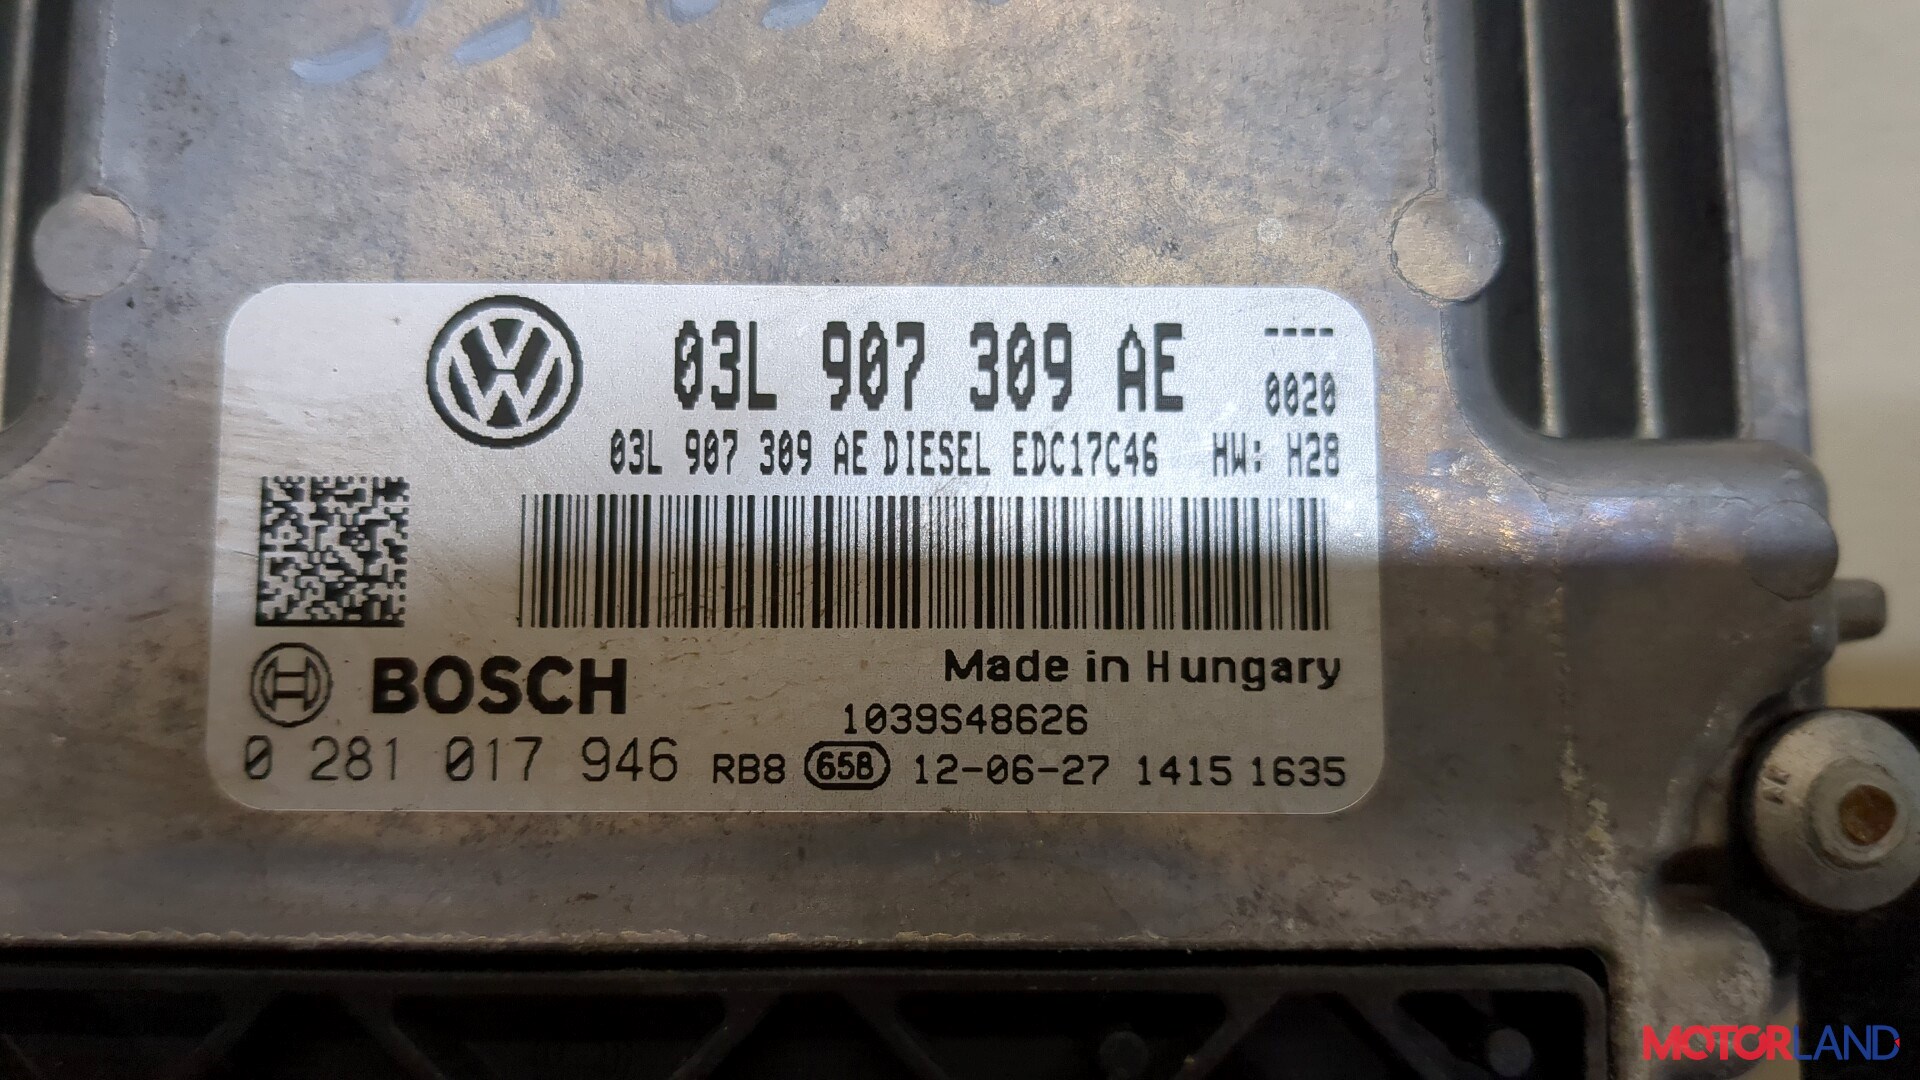 03L 907 309 AE ----
0020
03L 907 309 AE DIESEL EDC17C46 HW: H28
BOSCH
Made in Hungary
1039S48626
0 281 017 946 RB8 65B 12-06-27 1415 1635
MOTORLAND